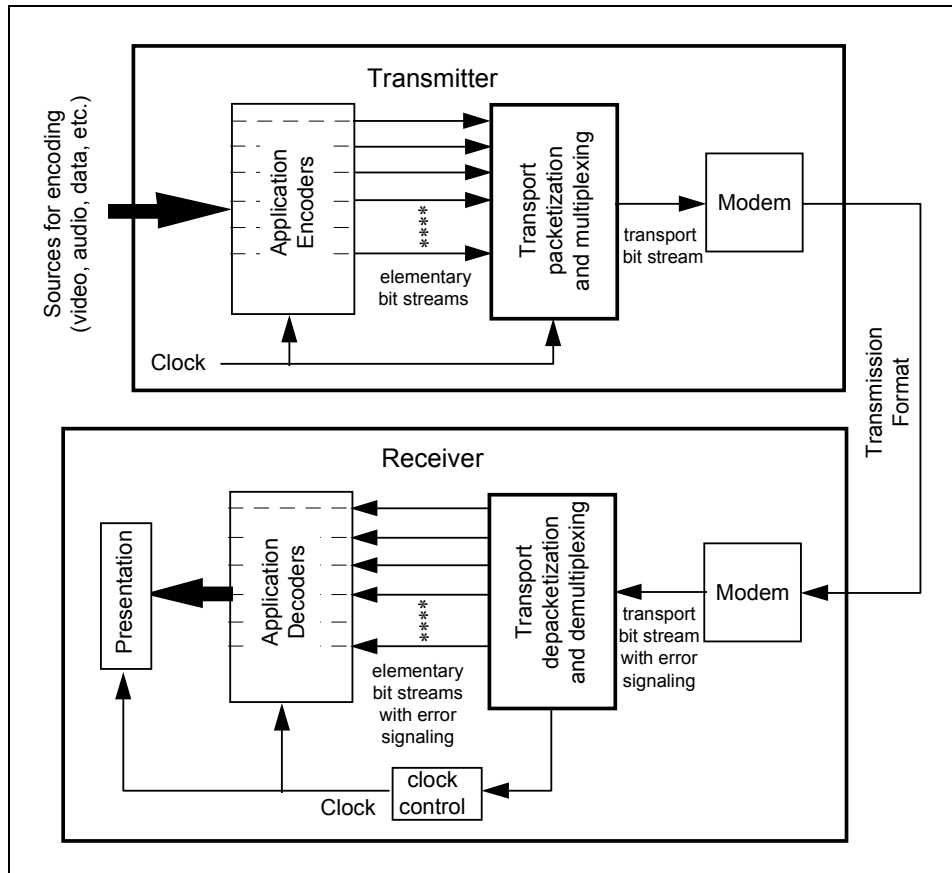 Transmitter
Sources for encoding
(video, audio, data, etc.)
Application
Encoders
****
elementary
bit streams
Transport
packetization
and multiplexing
transport
bit stream
Modem
Clock
Transmission
Format
Receiver
Presentation
Application
Decoders
****
elementary
bit streams
with error
signaling
Transport
depacketization
and demultiplexing
transport
bit stream
with error
signaling
Modem
Clock
clock
control